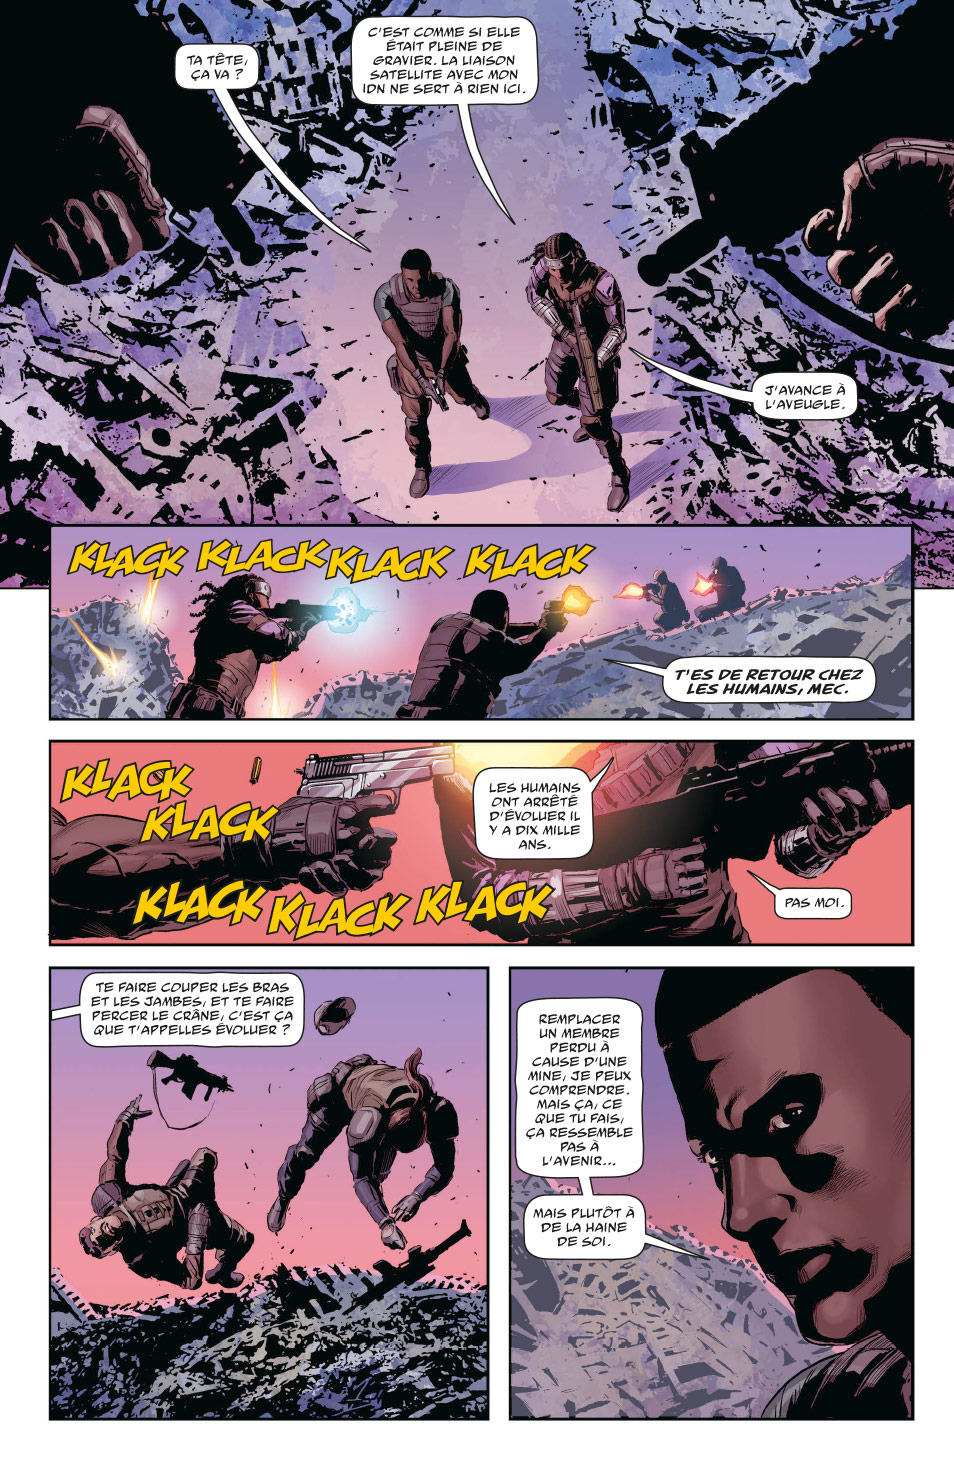 TA TÊTE,
ÇA VA ?
C'EST COMME SI ELLE
ÉTAIT PLEINE DE
GRAVIER. LA LIAISON
SATELLITE AVEC MON
IDN NE SERT À RIEN ICI.
J'AVANCE À
L'AVEUGLE.
KLACK KLACK KLACK KLACK
T'ES DE RETOUR CHEZ
LES HUMAINS, MEC.
KLACK
KLACK
KLACK KLACK KLACK
LES HUMAINS
ONT ARRÊTÉ
D'ÉVOLUER IL
Y A DIX MILLE
ANS.
PAS MOI.
TE FAIRE COUPER LES BRAS
ET LES JAMBES, ET TE FAIRE
PERCER LE CRÂNE, C'EST ÇA
QUE T'APPELLES ÉVOLUER ?
REMPLACER
UN MEMBRE
PERDU À
CAUSE D'UNE
MINE, JE PEUX
COMPRENDRE.
MAIS ÇA, CE
QUE TU FAIS,
ÇA RESSEMBLE
PAS À
L'AVENIR...
MAIS PLUTÔT À
DE LA HAINE
DE SOI.